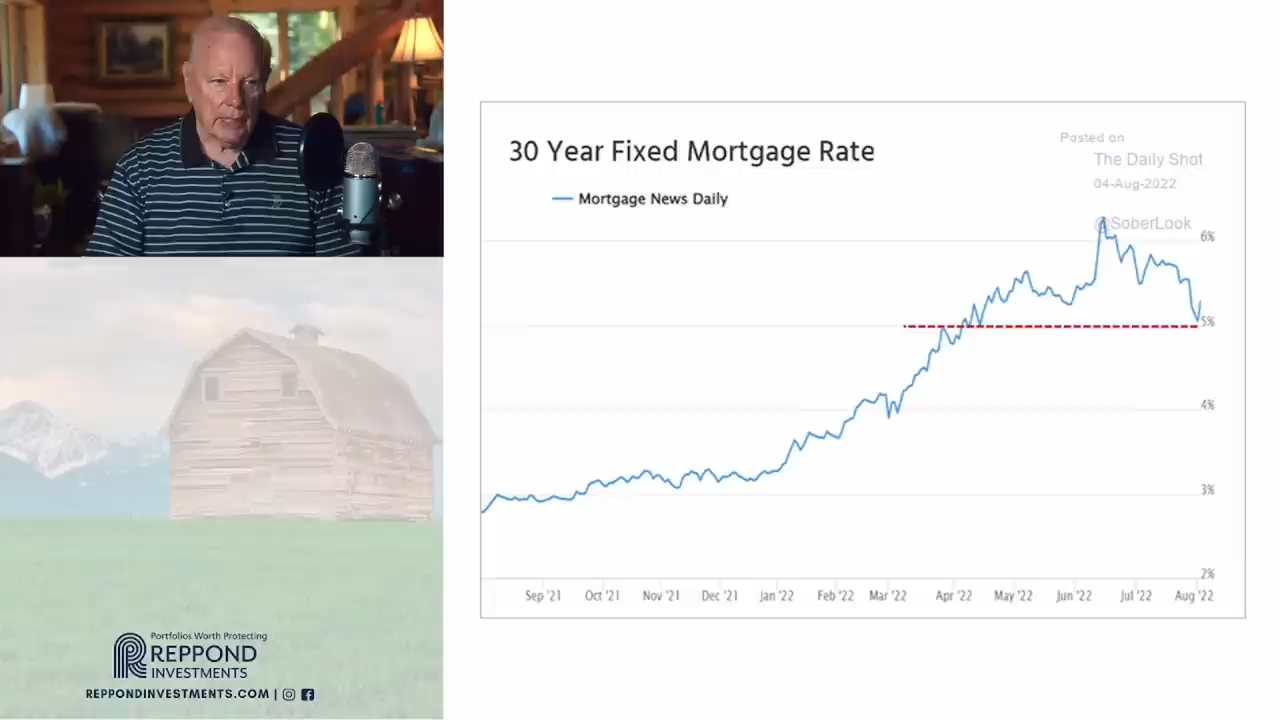 30 Year Fixed Mortgage Rate
Mortgage News Daily
Posted on
The Daily Shot
04-Aug-2022
@SoberLook
6%
5%
4%
3%
2%
Sep '21 Oct '21 Nov '21 Dec '21 Jan '22 Feb '22 Mar '22 Apr '22 May '22 Jun '22 Jul '22 Aug '22
Portfolios Worth Protecting
REPPOND
INVESTMENTS
REPPONDINVESTMENTS.COM |